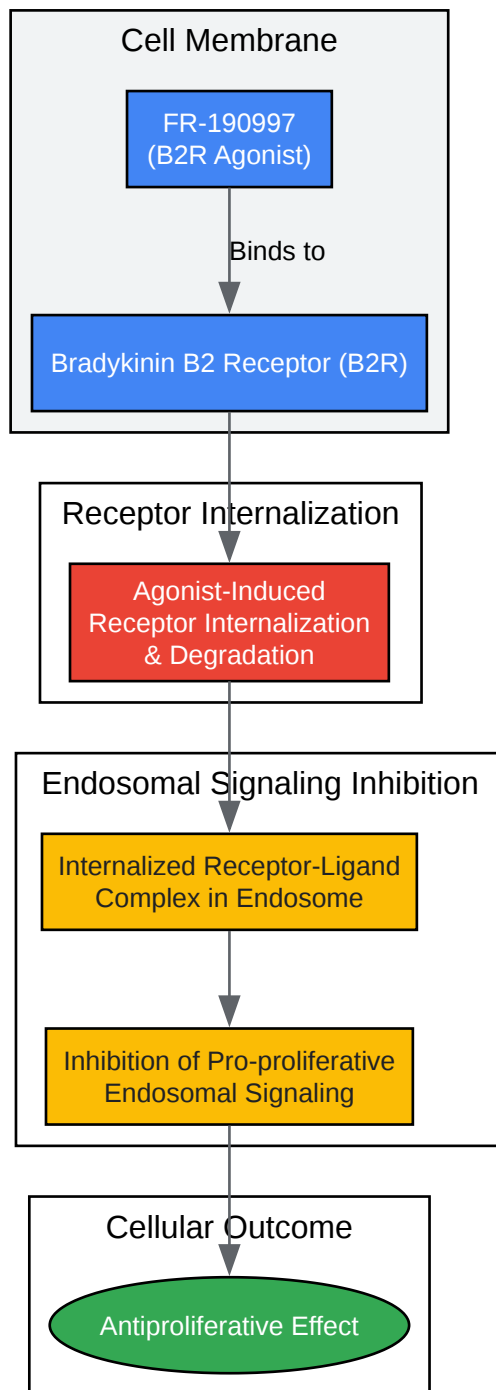 Cell Membrane
FR-190997
(B2R Agonist)
Binds to
Bradykinin B2 Receptor (B2R)
Receptor Internalization
Agonist-Induced
Receptor Internalization
& Degradation
Endosomal Signaling Inhibition
Internalized Receptor-Ligand
Complex in Endosome
Inhibition of Pro-proliferative
Endosomal Signaling
Cellular Outcome
Antiproliferative Effect